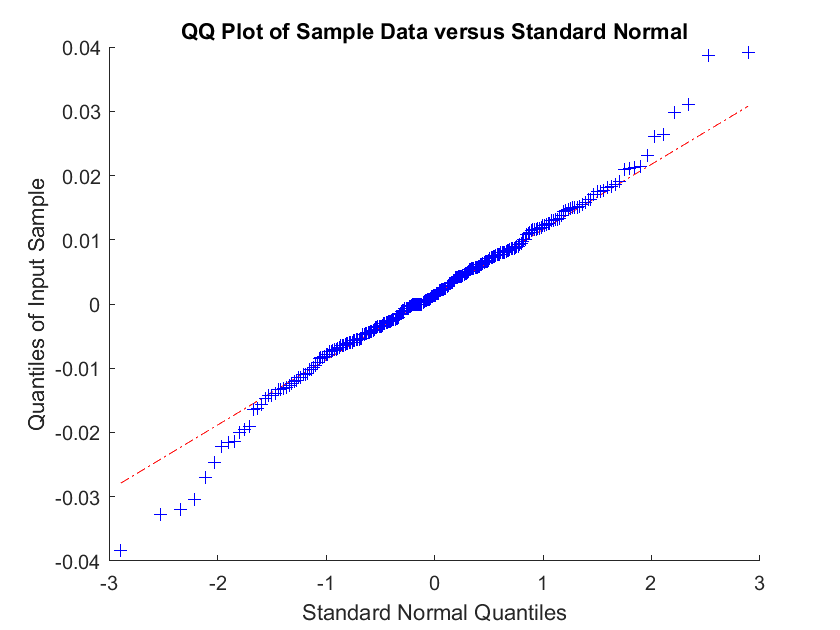 QQ Plot of Sample Data versus Standard Normal
0.04
0.03
0.02
0.01
0
-0.01
-0.02
-0.03
-0.04
Quantiles of Input Sample
-3 -2 -1 0 1 2 3
Standard Normal Quantiles